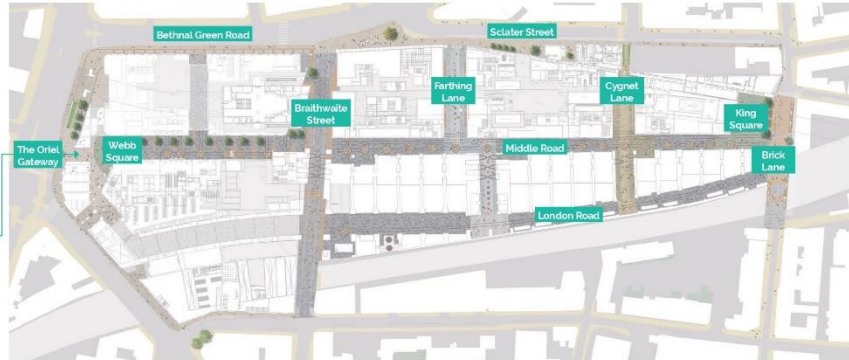 Bethnal Green Road
Sclater Street
Braithwaite
Street
Farthing
Lane
Cygnet
Lane
King
Square
The Oriel
Gateway
Webb
Square
Middle Road
Brick
Lane
London Road